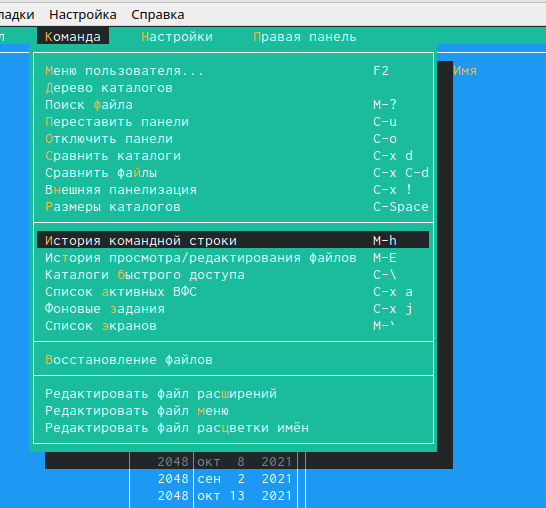 ладки Настройка Справка
л Команда Настройки Правая панель
Меню пользователя... F2
Имя
Дерево каталогов
Поиск файла M-?
Переставить панели C-u
Отключить панели C-o
Сравнить каталоги C-x d
Сравнить файлы C-x C-d
Внешняя панелизация C-x !
Размеры каталогов C-Space
История командной строки M-h
История просмотра/редактирования файлов M-E
Каталоги быстрого доступа C-\
Список активных ВФС C-x a
Фоновые задания C-x j
Список экранов M-`
Восстановление файлов
Редактировать файл расширений
Редактировать файл меню
Редактировать файл расцветки имён
2048 окт 8 2021
2048 сен 2 2021
2048 окт 13 2021